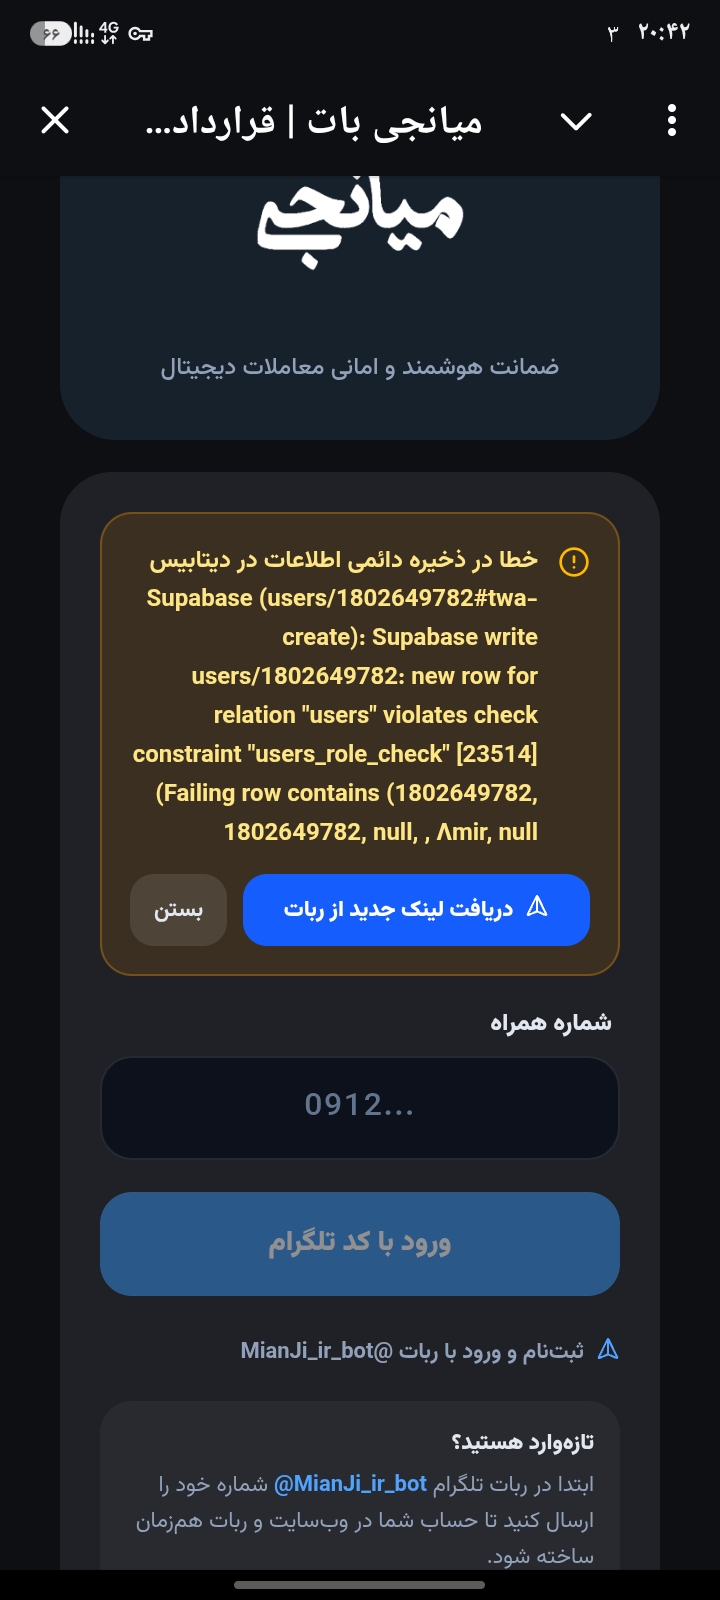 ۲۰:۴۲ ۳
4G ۶۶
میانجی بات | قرارداد...
میانجی
ضمانت هوشمند و امانی معاملات دیجیتال
خطا در ذخیره دائمی اطلاعات در دیتابیس
Supabase (users/1802649782#twa-
create): Supabase write
users/1802649782: new row for
relation "users" violates check
constraint "users_role_check" [23514]
(Failing row contains (1802649782,
1802649782, null, , Λmir, null
دریافت لینک جدید از ربات
بستن
شماره همراه
0912...
ورود با کد تلگرام
ثبت‌نام و ورود با ربات @MianJi_ir_bot
تازه‌وارد هستید؟
ابتدا در ربات تلگرام @MianJi_ir_bot شماره خود را
ارسال کنید تا حساب شما در وب‌سایت و ربات هم‌زمان
ساخته شود.